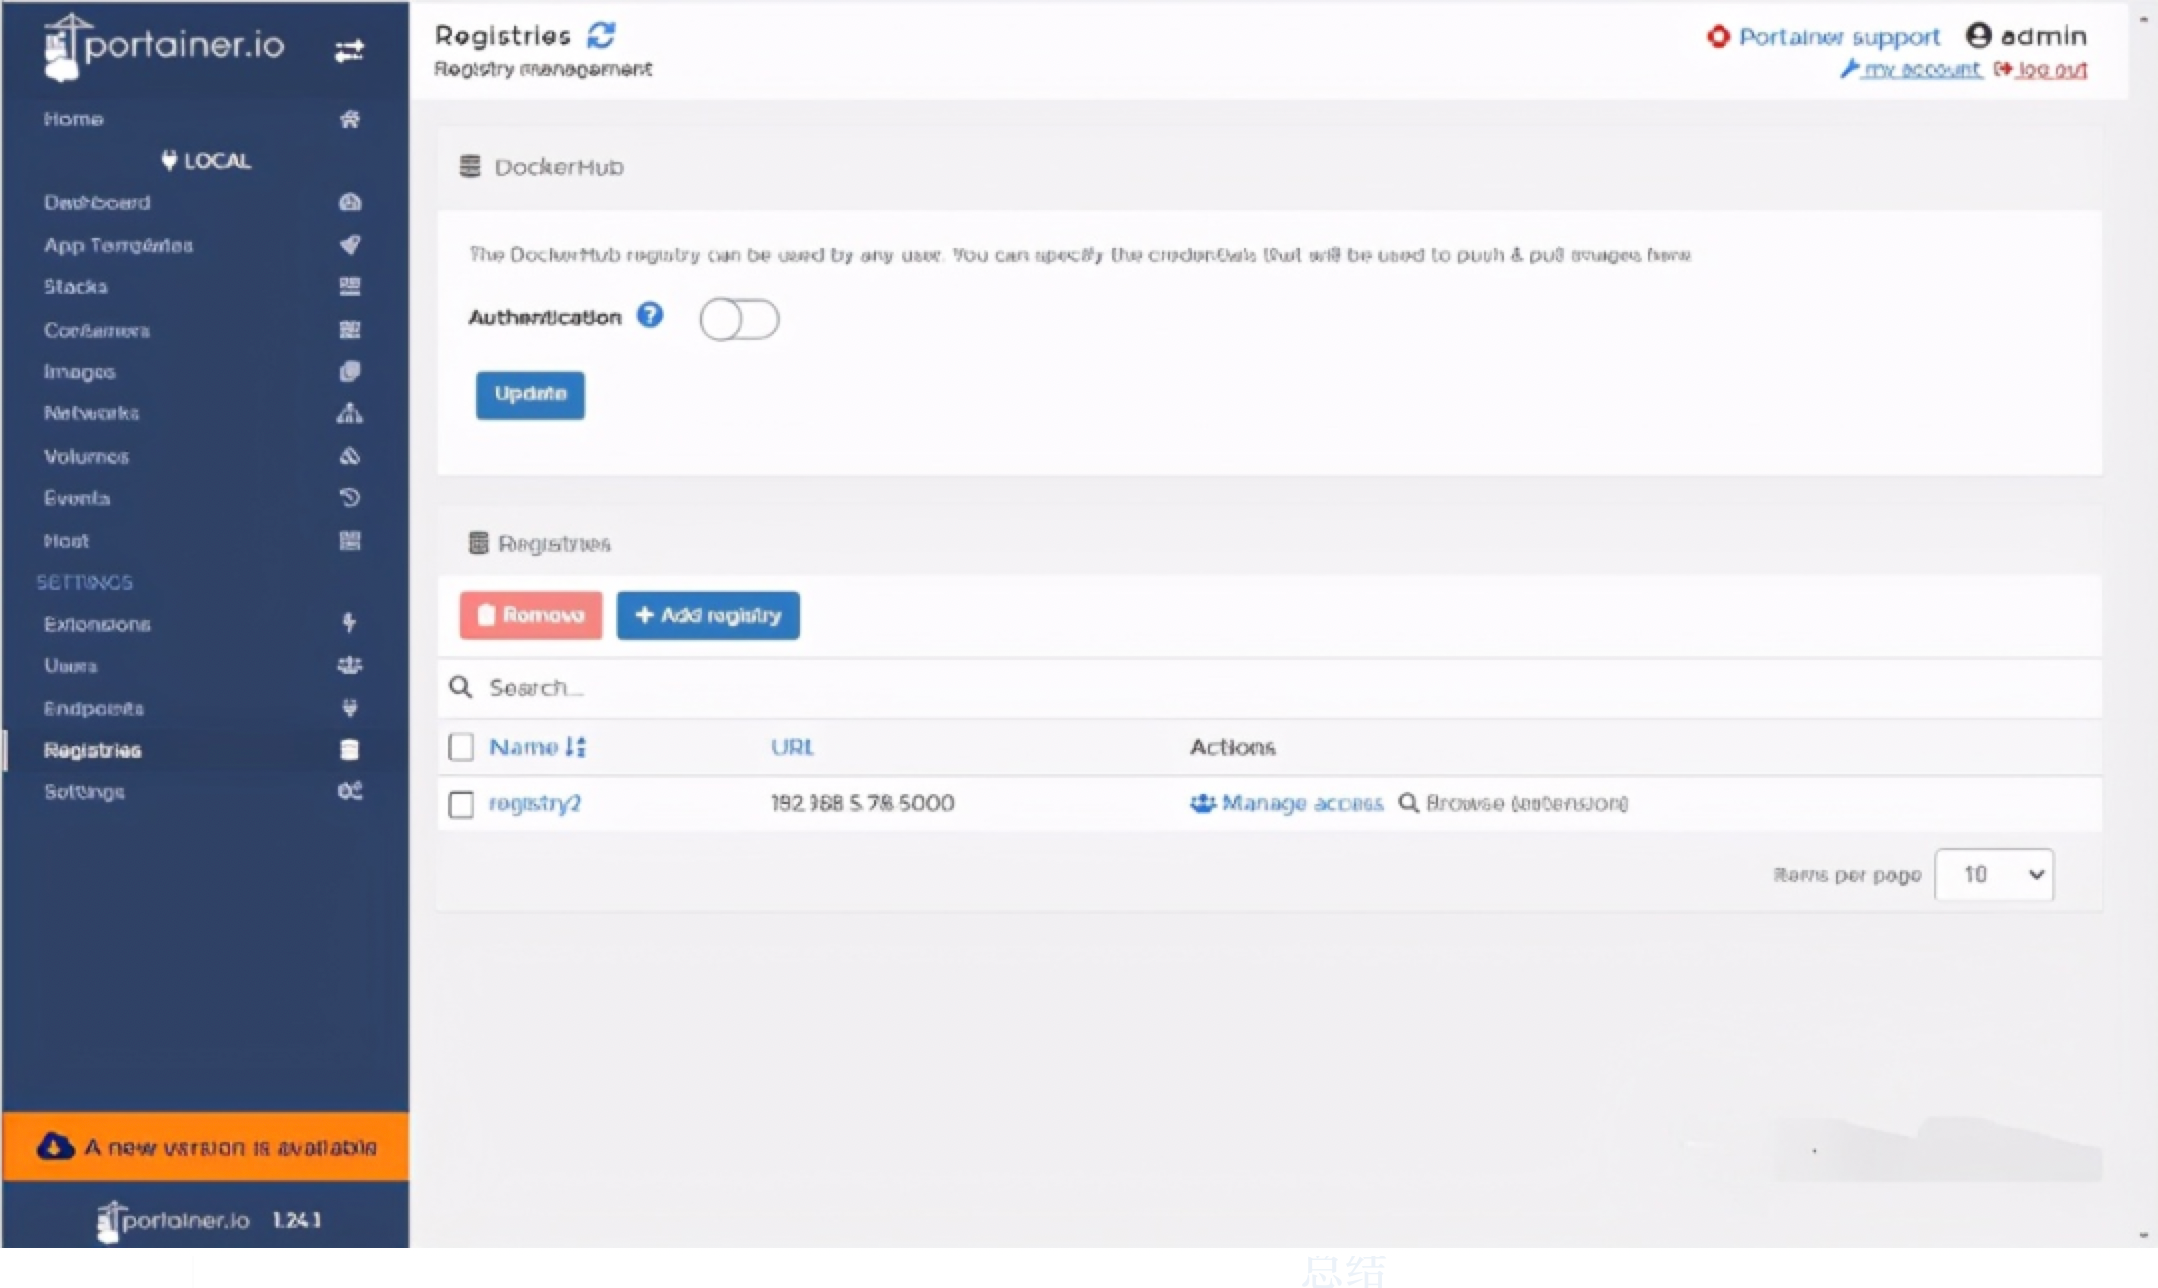 portainer.io
Home
LOCAL
Dashboard
App Templates
Stacks
Containers
Images
Networks
Volumes
Events
Host
SETTINGS
Extensions
Users
Endpoints
Registries
Settings
A new version is available
portainer.io 1.24.1
Registries
Registry management
Portainer support admin
my account log out
DockerHub
The DockerHub registry can be used by any user. You can specify the credentials that will be used to push & pull images here
Authentication
Update
Registries
Remove + Add registry
Search...
Name URL Actions
registry2 192.168.5.78:5000 Manage access Browse (extension)
Items per page 10
总结